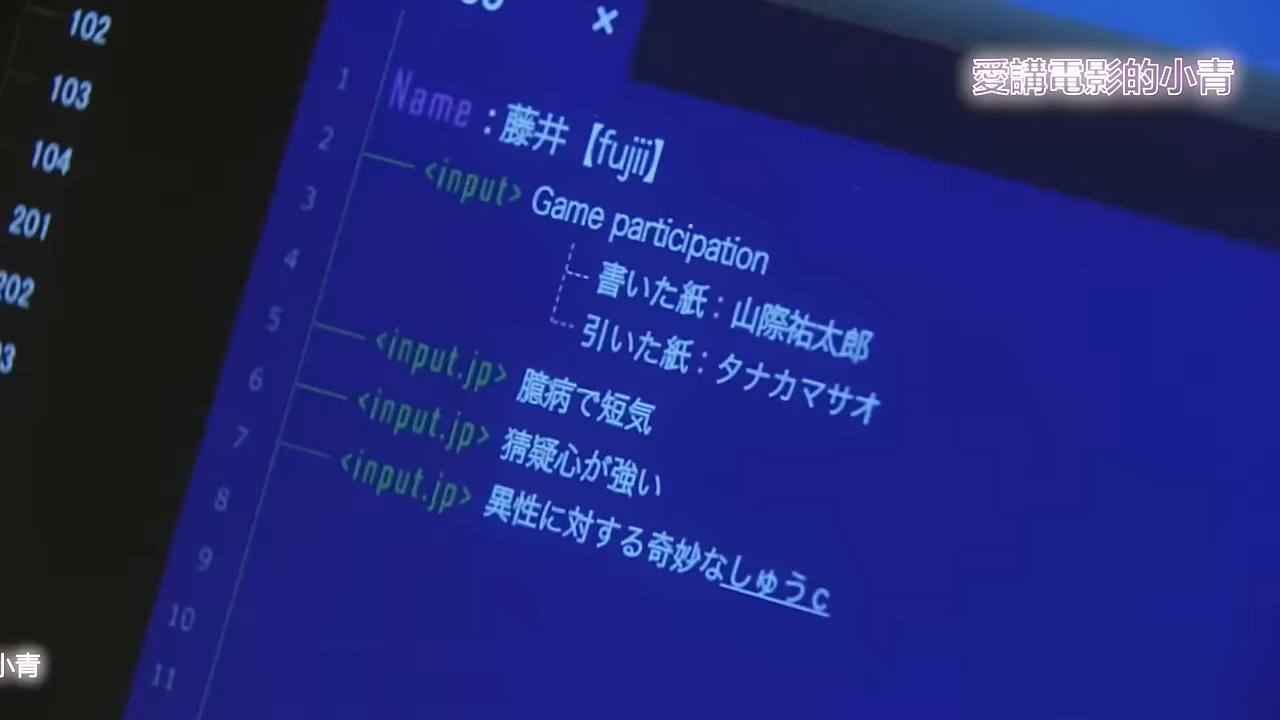 102
103
104
201
202
愛講電影的小青
1 Name：藤井【fujii】
2 <input> Game participation
3 書いた紙：山際祐太郎
4 引いた紙：タナカマサオ
5 <input.jp> 臆病で短気
6 <input.jp> 猜疑心が強い
7 <input.jp> 異性に対する奇妙なしゅうc
8
9
10
11
小青